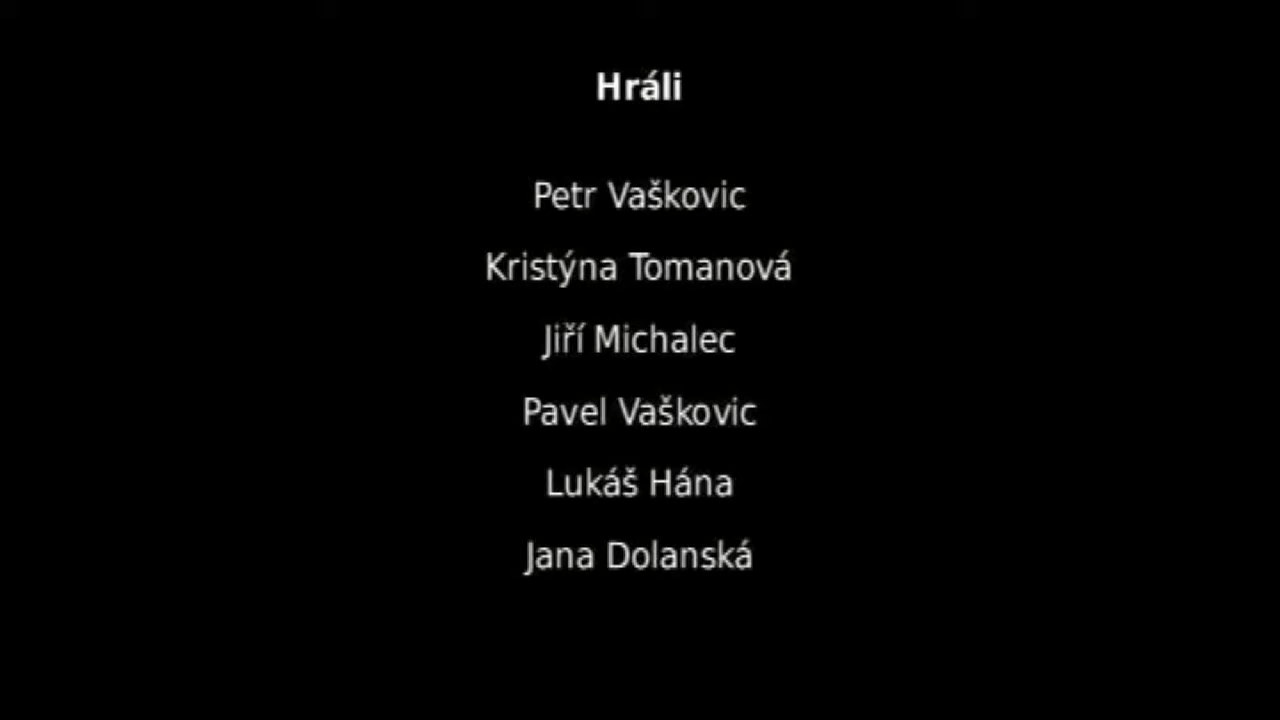 Hráli
Petr Vaškovic
Kristýna Tomanová
Jiří Michalec
Pavel Vaškovic
Lukáš Hána
Jana Dolanská